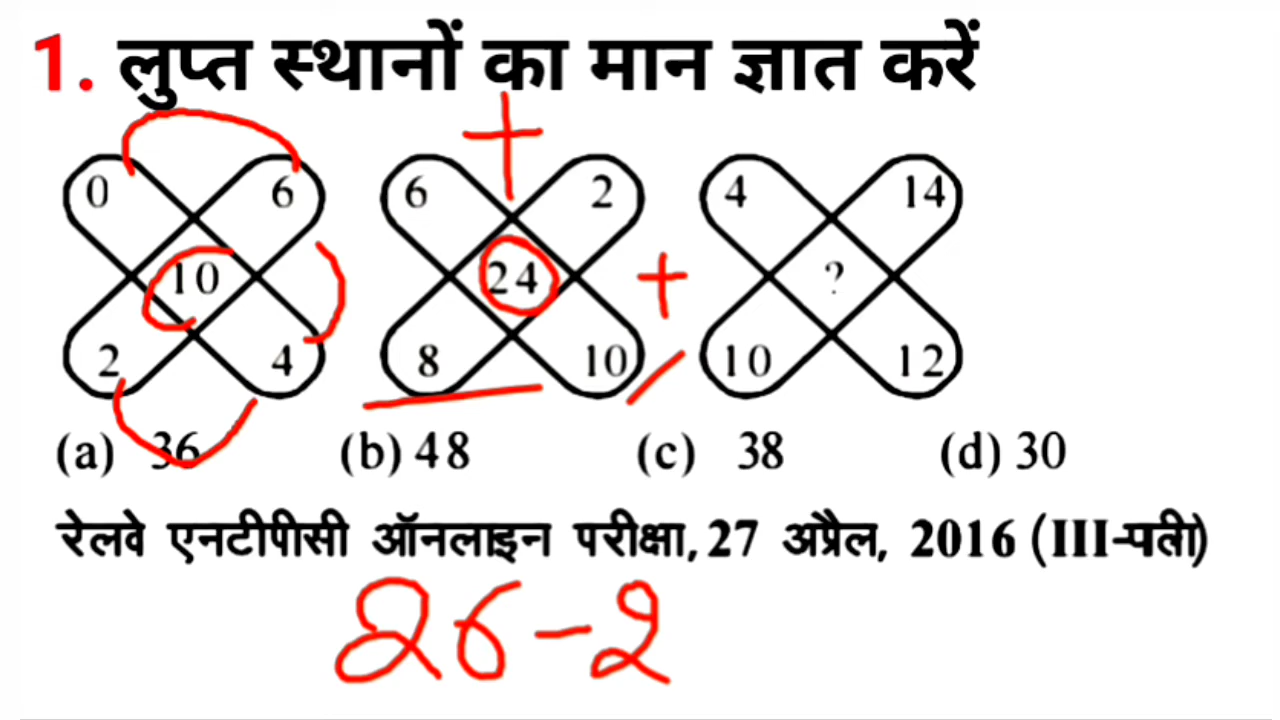 1. लुप्त स्थानों का मान ज्ञात करें
0 6 + 6 2 4 14
10 24 + ?
2 4 8 10 10 12
(a) 36 (b) 48 (c) 38 (d) 30
रेलवे एनटीपीसी ऑनलाइन परीक्षा, 27 अप्रैल, 2016 (III-पती)
26-2